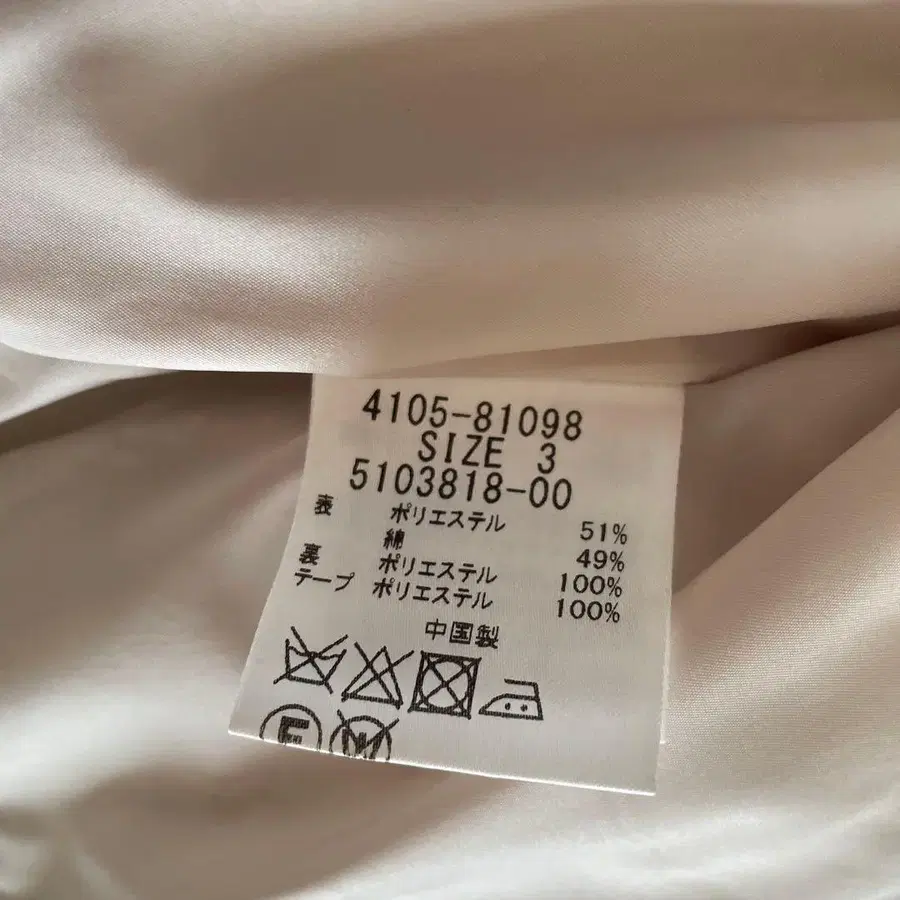 4105-81098
SIZE 3
5103818-00
表 ポリエステル 51%
綿 49%
裏 ポリエステル 100%
テープ ポリエステル 100%
中国製
F
W